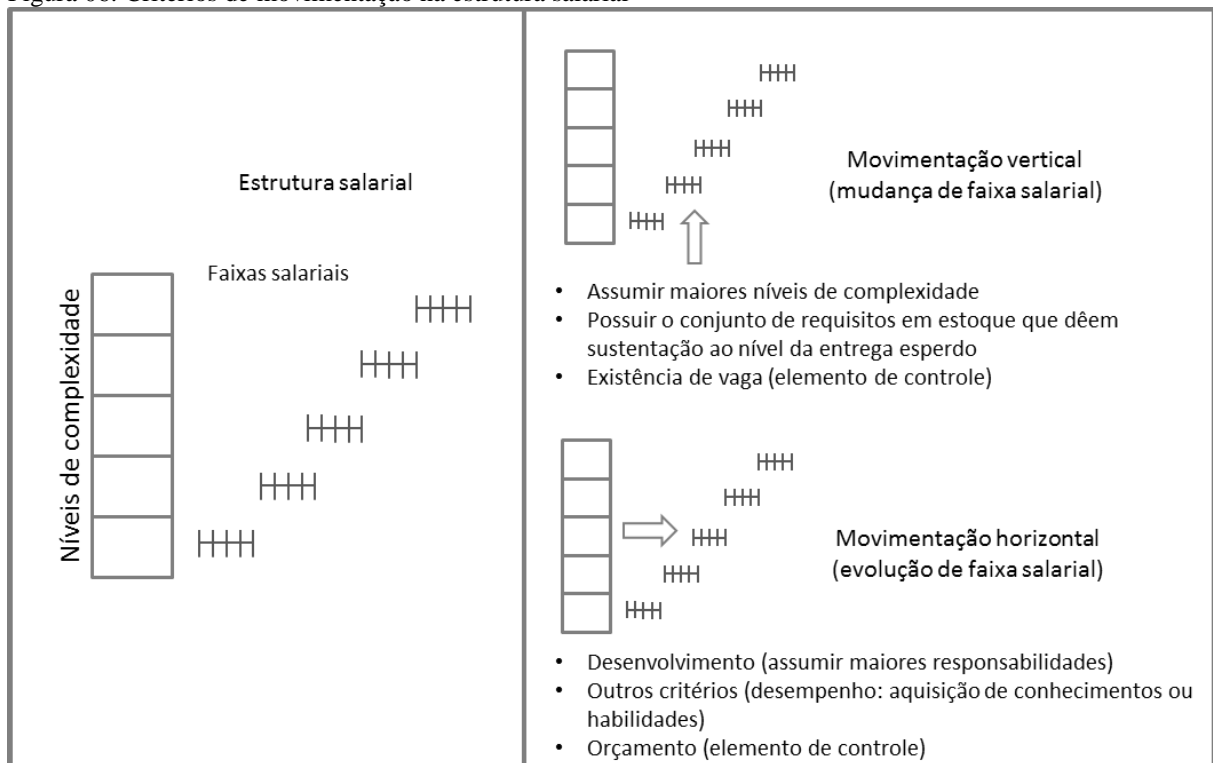 Figura 06: Critérios de movimentação na estrutura salarial
Estrutura salarial
Faixas salariais
Níveis de complexidade
Movimentação vertical
(mudança de faixa salarial)
• Assumir maiores níveis de complexidade
• Possuir o conjunto de requisitos em estoque que dêem
sustentação ao nível da entrega esperdo
• Existência de vaga (elemento de controle)
Movimentação horizontal
(evolução de faixa salarial)
• Desenvolvimento (assumir maiores responsabilidades)
• Outros critérios (desempenho: aquisição de conhecimentos ou
habilidades)
• Orçamento (elemento de controle)